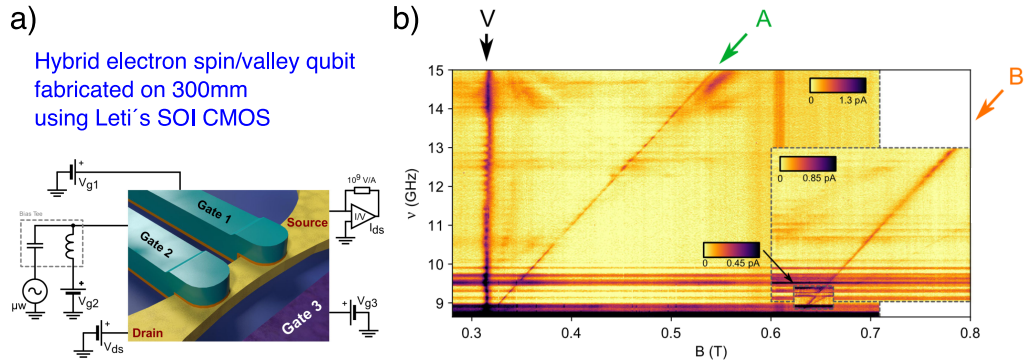 a)
Hybrid electron spin/valley qubit
fabricated on 300mm
using Leti´s SOI CMOS
+
Vg1
Bias Tee
μw
+
Vg2
+
Vds
Gate 1
Gate 2
Source
Drain
Gate 3
10⁹ V/A
I/V
Ids
+
Vg3
b)
V
A
B
15
14
13
12
11
10
9
ν (GHz)
0 1.3 pA
0 0.85 pA
0 0.45 pA
0.3 0.4 0.5 0.6 0.7 0.8
B (T)